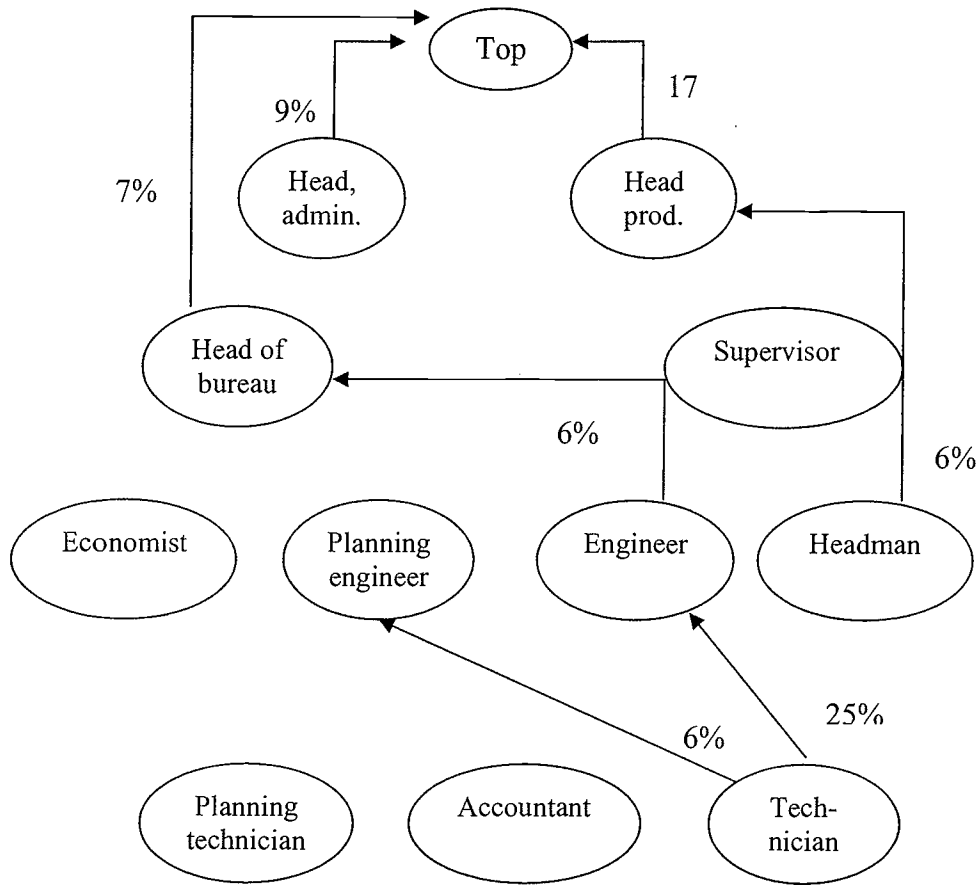 Top
9%
17
7%
Head,
admin.
Head
prod.
Head of
bureau
Supervisor
6%
6%
Economist
Planning
engineer
Engineer
Headman
25%
6%
Planning
technician
Accountant
Tech-
nician